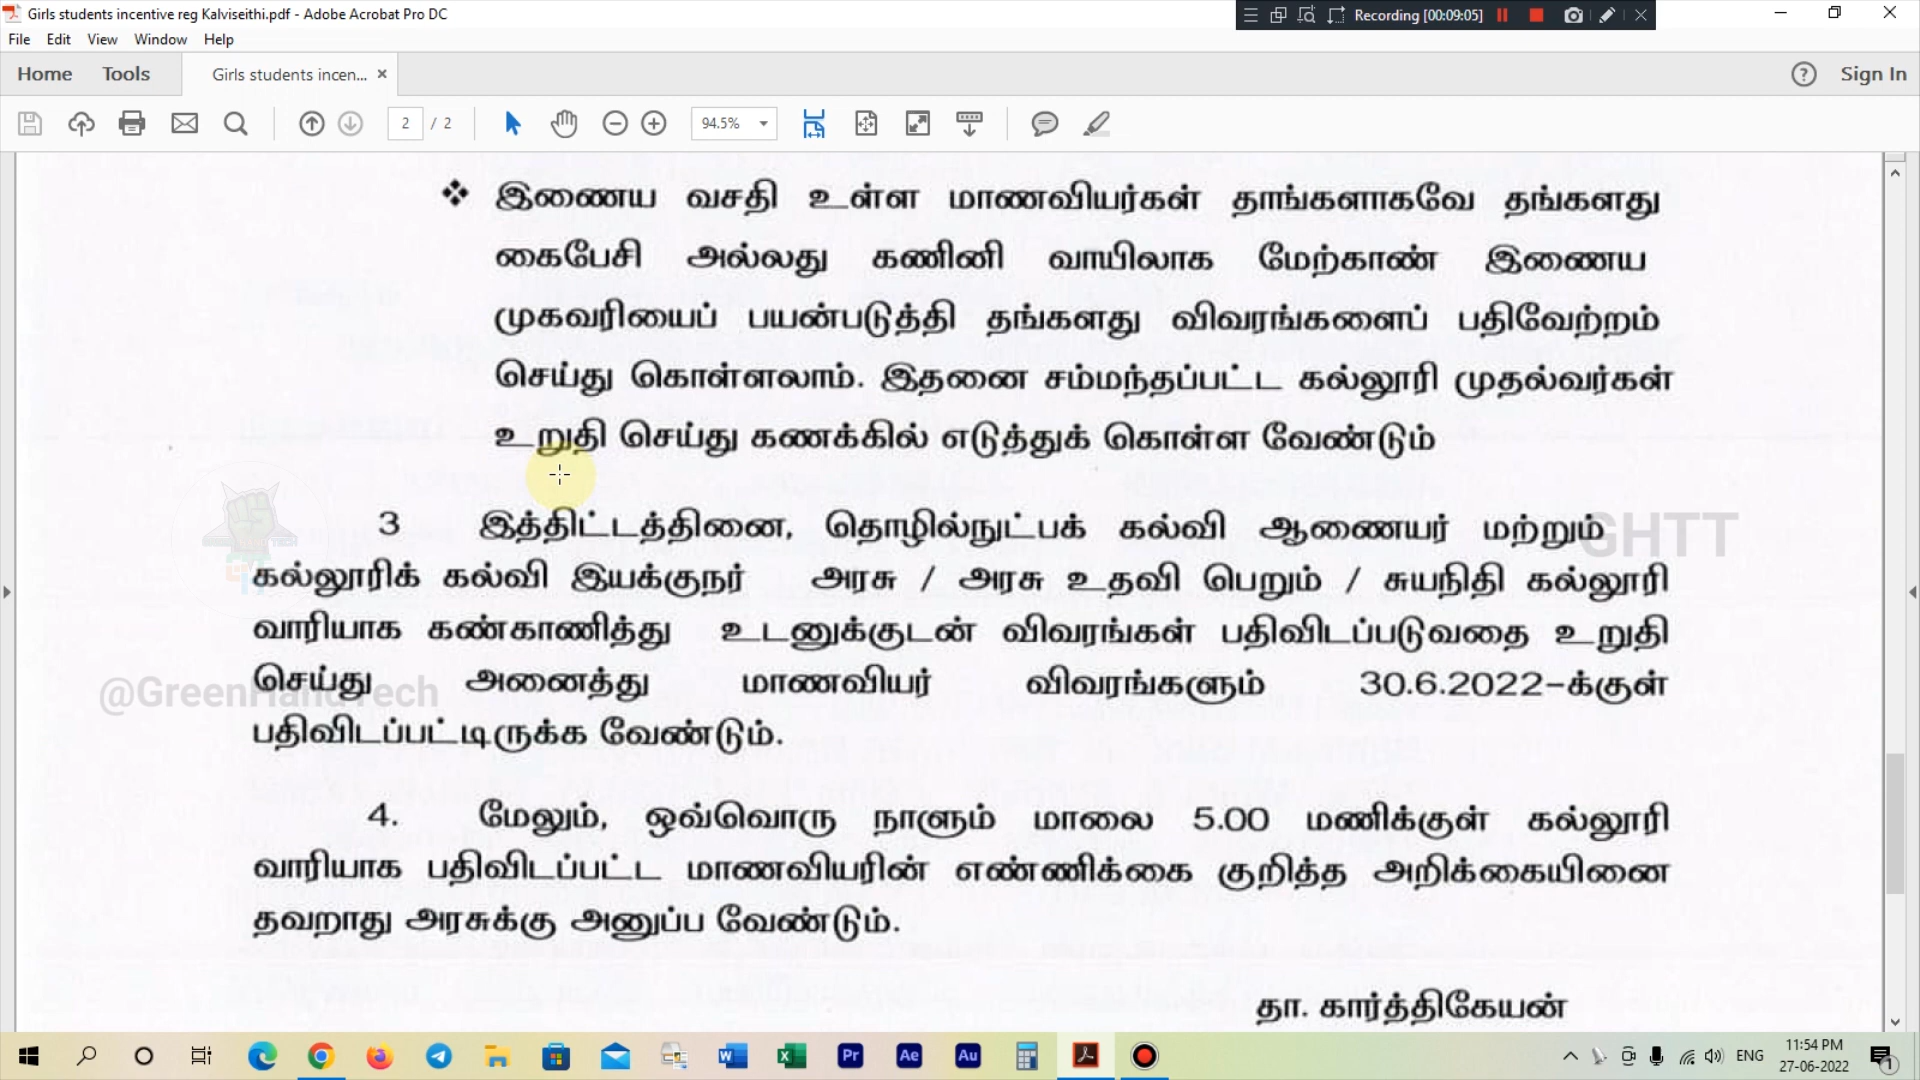 Girls students incentive reg Kalviseithi.pdf - Adobe Acrobat Pro DC
Recording [00:09:05]
File Edit View Window Help
Home Tools Girls students incen... Sign In
2 / 2 94.5%
❖ இணைய வசதி உள்ள மாணவியர்கள் தாங்களாகவே தங்களது
கைபேசி அல்லது கணினி வாயிலாக மேற்காண் இணைய
முகவரியைப் பயன்படுத்தி தங்களது விவரங்களைப் பதிவேற்றம்
செய்து கொள்ளலாம். இதனை சம்மந்தப்பட்ட கல்லூரி முதல்வர்கள்
உறுதி செய்து கணக்கில் எடுத்துக் கொள்ள வேண்டும்
3 இத்திட்டத்தினை, தொழில்நுட்பக் கல்வி ஆணையர் மற்றும்
GHTT
கல்லூரிக் கல்வி இயக்குநர் அரசு / அரசு உதவி பெறும் / சுயநிதி கல்லூரி
வாரியாக கண்காணித்து உடனுக்குடன் விவரங்கள் பதிவிடப்படுவதை உறுதி
செய்து அனைத்து மாணவியர் விவரங்களும் 30.6.2022-க்குள்
@GreenHandTech
பதிவிடப்பட்டிருக்க வேண்டும்.
4. மேலும், ஒவ்வொரு நாளும் மாலை 5.00 மணிக்குள் கல்லூரி
வாரியாக பதிவிடப்பட்ட மாணவியரின் எண்ணிக்கை குறித்த அறிக்கையினை
தவறாது அரசுக்கு அனுப்ப வேண்டும்.
தா. கார்த்திகேயன்
Pr Ae Au ENG 11:54 PM
27-06-2022